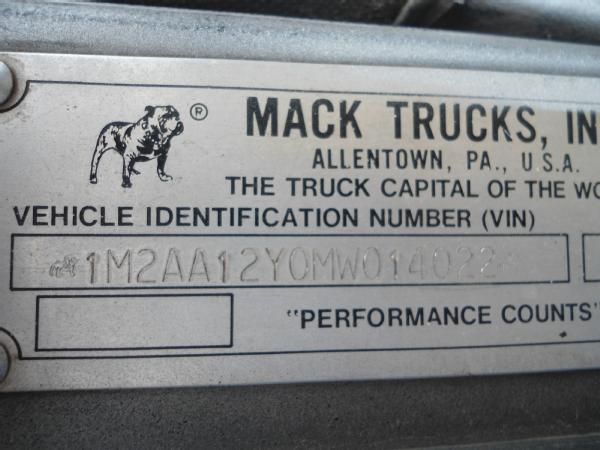 ®
MACK TRUCKS, IN
ALLENTOWN, PA., U.S.A.
THE TRUCK CAPITAL OF THE WO
VEHICLE IDENTIFICATION NUMBER (VIN)
1M2AA12Y0MW014022
"PERFORMANCE COUNTS"